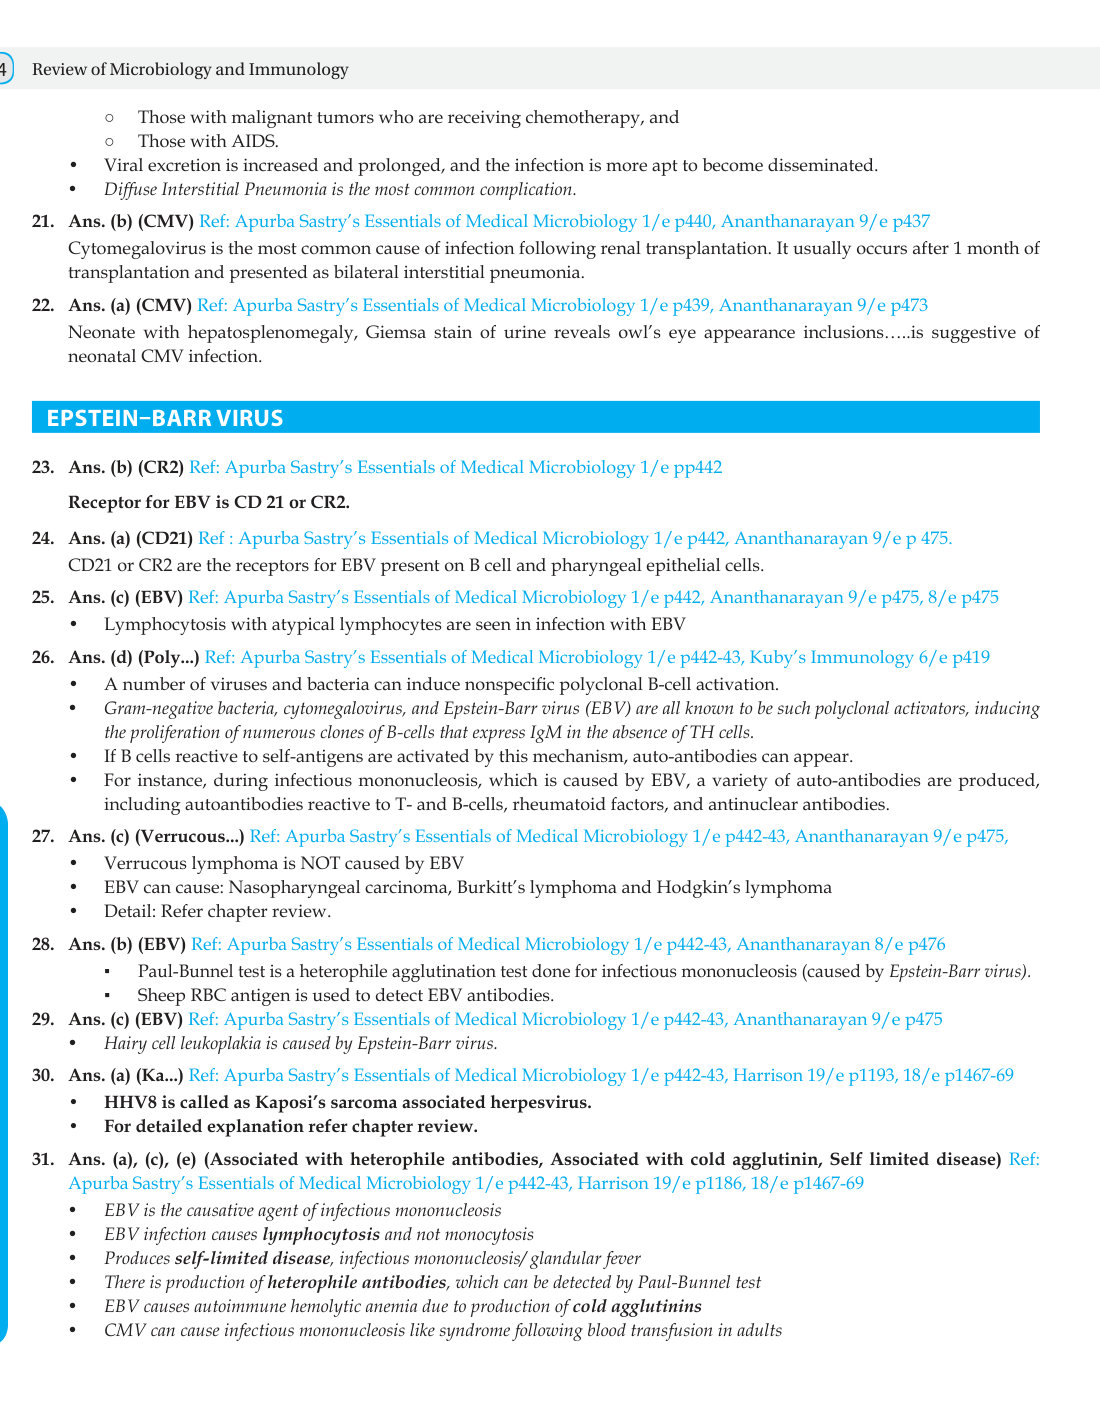 4 Review of Microbiology and Immunology
○ Those with malignant tumors who are receiving chemotherapy, and
○ Those with AIDS.
• Viral excretion is increased and prolonged, and the infection is more apt to become disseminated.
• Diffuse Interstitial Pneumonia is the most common complication.
21. Ans. (b) (CMV) Ref: Apurba Sastry's Essentials of Medical Microbiology 1/e p440, Ananthanarayan 9/e p437
Cytomegalovirus is the most common cause of infection following renal transplantation. It usually occurs after 1 month of
transplantation and presented as bilateral interstitial pneumonia.
22. Ans. (a) (CMV) Ref: Apurba Sastry's Essentials of Medical Microbiology 1/e p439, Ananthanarayan 9/e p473
Neonate with hepatosplenomegaly, Giemsa stain of urine reveals owl's eye appearance inclusions…..is suggestive of
neonatal CMV infection.
EPSTEIN–BARR VIRUS
23. Ans. (b) (CR2) Ref: Apurba Sastry's Essentials of Medical Microbiology 1/e pp442
Receptor for EBV is CD 21 or CR2.
24. Ans. (a) (CD21) Ref : Apurba Sastry's Essentials of Medical Microbiology 1/e p442, Ananthanarayan 9/e p 475.
CD21 or CR2 are the receptors for EBV present on B cell and pharyngeal epithelial cells.
25. Ans. (c) (EBV) Ref: Apurba Sastry's Essentials of Medical Microbiology 1/e p442, Ananthanarayan 9/e p475, 8/e p475
• Lymphocytosis with atypical lymphocytes are seen in infection with EBV
26. Ans. (d) (Poly...) Ref: Apurba Sastry's Essentials of Medical Microbiology 1/e p442-43, Kuby's Immunology 6/e p419
• A number of viruses and bacteria can induce nonspecific polyclonal B-cell activation.
• Gram-negative bacteria, cytomegalovirus, and Epstein-Barr virus (EBV) are all known to be such polyclonal activators, inducing
the proliferation of numerous clones of B-cells that express IgM in the absence of TH cells.
• If B cells reactive to self-antigens are activated by this mechanism, auto-antibodies can appear.
• For instance, during infectious mononucleosis, which is caused by EBV, a variety of auto-antibodies are produced,
including autoantibodies reactive to T- and B-cells, rheumatoid factors, and antinuclear antibodies.
27. Ans. (c) (Verrucous...) Ref: Apurba Sastry's Essentials of Medical Microbiology 1/e p442-43, Ananthanarayan 9/e p475,
• Verrucous lymphoma is NOT caused by EBV
• EBV can cause: Nasopharyngeal carcinoma, Burkitt's lymphoma and Hodgkin's lymphoma
• Detail: Refer chapter review.
28. Ans. (b) (EBV) Ref: Apurba Sastry's Essentials of Medical Microbiology 1/e p442-43, Ananthanarayan 8/e p476
▪ Paul-Bunnel test is a heterophile agglutination test done for infectious mononucleosis (caused by Epstein-Barr virus).
▪ Sheep RBC antigen is used to detect EBV antibodies.
29. Ans. (c) (EBV) Ref: Apurba Sastry's Essentials of Medical Microbiology 1/e p442-43, Ananthanarayan 9/e p475
• Hairy cell leukoplakia is caused by Epstein-Barr virus.
30. Ans. (a) (Ka...) Ref: Apurba Sastry's Essentials of Medical Microbiology 1/e p442-43, Harrison 19/e p1193, 18/e p1467-69
• HHV8 is called as Kaposi's sarcoma associated herpesvirus.
• For detailed explanation refer chapter review.
31. Ans. (a), (c), (e) (Associated with heterophile antibodies, Associated with cold agglutinin, Self limited disease) Ref:
Apurba Sastry's Essentials of Medical Microbiology 1/e p442-43, Harrison 19/e p1186, 18/e p1467-69
• EBV is the causative agent of infectious mononucleosis
• EBV infection causes lymphocytosis and not monocytosis
• Produces self-limited disease, infectious mononucleosis/ glandular fever
• There is production of heterophile antibodies, which can be detected by Paul-Bunnel test
• EBV causes autoimmune hemolytic anemia due to production of cold agglutinins
• CMV can cause infectious mononucleosis like syndrome following blood transfusion in adults